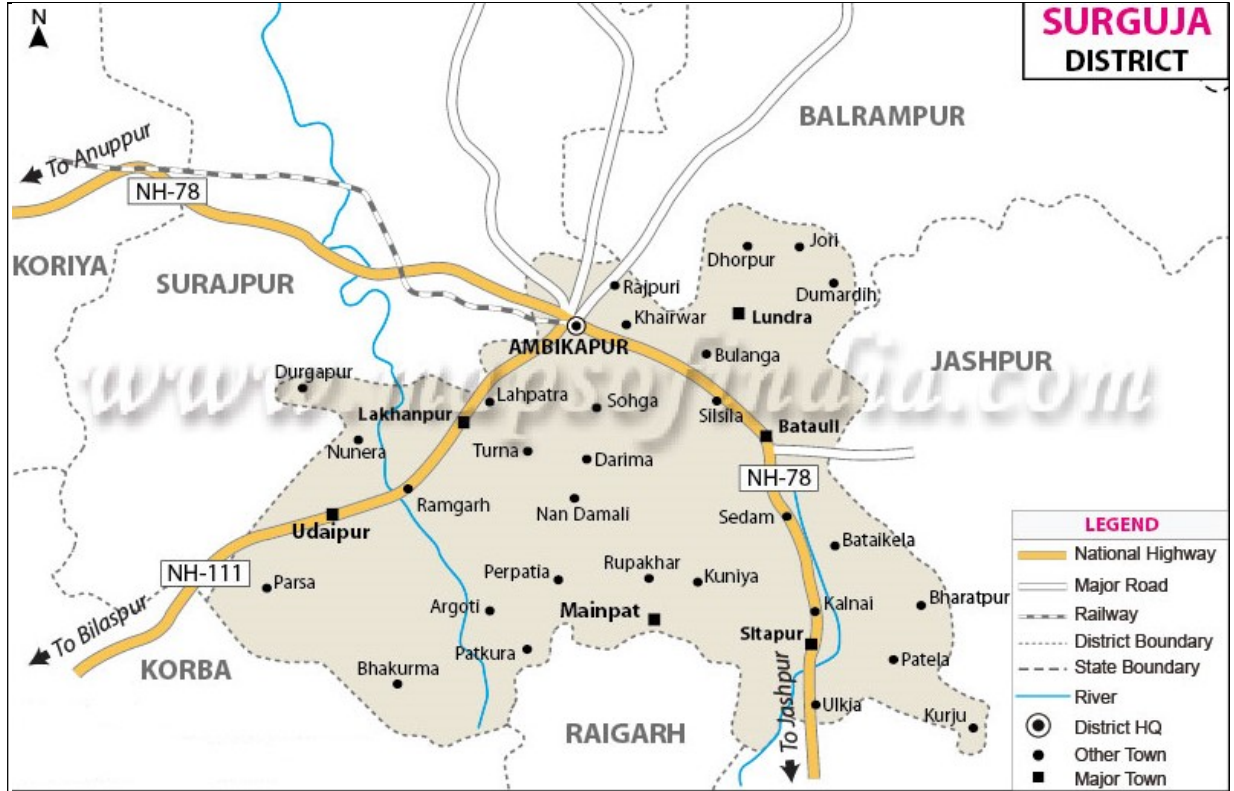 N
SURGUJA
DISTRICT
BALRAMPUR
To Anuppur
NH-78
KORIYA
SURAJPUR
Jori
Dhorpur
Rajpuri
Dumardih
Khairwar
Lundra
AMBIKAPUR
Bulanga
JASHPUR
www.mapsofindia.com
Durgapur
Lahpatra
Sohga
Lakhanpur
Silsila
Batauli
Nunera
Turna
Darima
NH-78
Ramgarh
Nan Damali
Sedam
Udaipur
Bataikela
NH-111
Parsa
Perpatia
Rupakhar
Kuniya
Argoti
Mainpat
Kalnai
Bharatpur
To Bilaspur
Sitapur
KORBA
Patkura
Patela
Bhakurma
To Jashpur
Ulkia
Kurju
RAIGARH
LEGEND
National Highway
Major Road
Railway
District Boundary
State Boundary
River
District HQ
Other Town
Major Town